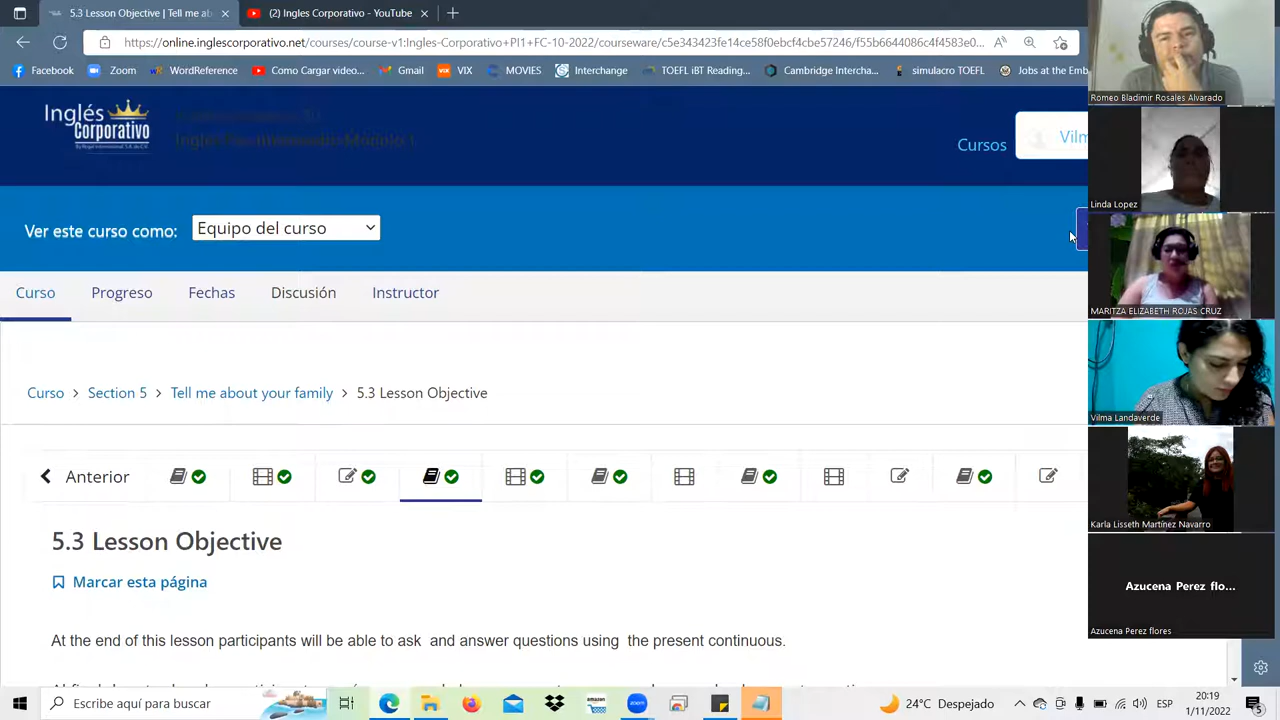 5.3 Lesson Objective | Tell me al
(2) Ingles Corporativo - YouTube
https://online.inglescorporativo.net/courses/course-v1:Ingles-Corporativo+PI1+FC-10-2022/courseware/c5e343423fe14ce58f0ebcf4cbe57246/f55b6644086c4f4583e0...
Facebook Zoom WordReference Como Cargar video... Gmail VIX MOVIES Interchange TOEFL iBT Reading... Cambridge Intercha... simulacro TOEFL Jobs at the Emb
Inglés
Corporativo
Cursos
Vilm
Ver este curso como: Equipo del curso
Curso Progreso Fechas Discusión Instructor
Curso > Section 5 > Tell me about your family > 5.3 Lesson Objective
Anterior
5.3 Lesson Objective
Marcar esta página
At the end of this lesson participants will be able to ask and answer questions using the present continuous.
Romeo Bladimir Rosales Alvarado
Linda Lopez
MARITZA ELIZABETH ROJAS CRUZ
Vilma Landaverde
Karla Lisseth Martínez Navarro
Azucena Perez flo...
Azucena Perez flores
Escribe aquí para buscar
24°C Despejado
ESP
20:19
1/11/2022
5